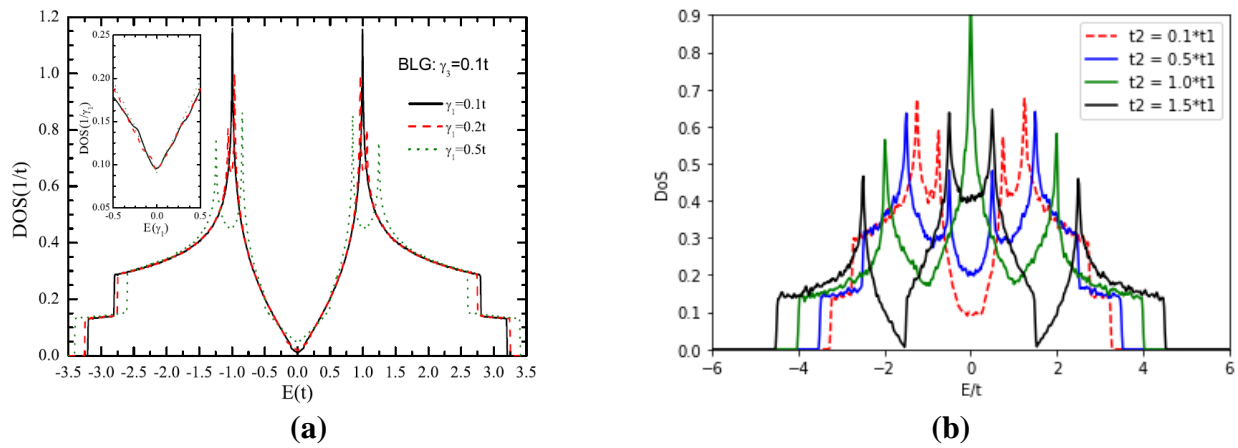 1.2
1.0
0.8
0.6
0.4
0.2
0.0
DOS(1/t)
-3.5 -3.0 -2.5 -2.0 -1.5 -1.0 -0.5 0.0 0.5 1.0 1.5 2.0 2.5 3.0 3.5
E(t)
0.25
0.20
0.15
0.10
0.05
DOS(1/γ₁)
-0.5 0.0 0.5
E(γ₁)
BLG: γ₃=0.1t
γ₁=0.1t
γ₁=0.2t
γ₁=0.5t
(a)
0.9
0.8
0.7
0.6
0.5
0.4
0.3
0.2
0.1
0.0
DoS
−6 −4 −2 0 2 4 6
E/t
t2 = 0.1*t1
t2 = 0.5*t1
t2 = 1.0*t1
t2 = 1.5*t1
(b)